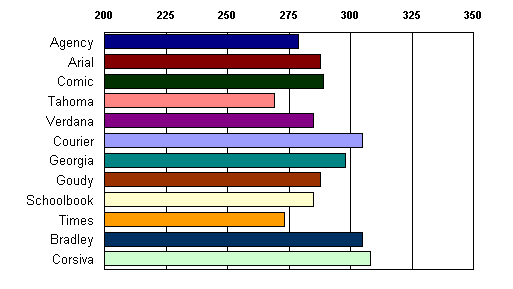 200 225 250 275 300 325 350
Agency
Arial
Comic
Tahoma
Verdana
Courier
Georgia
Goudy
Schoolbook
Times
Bradley
Corsiva